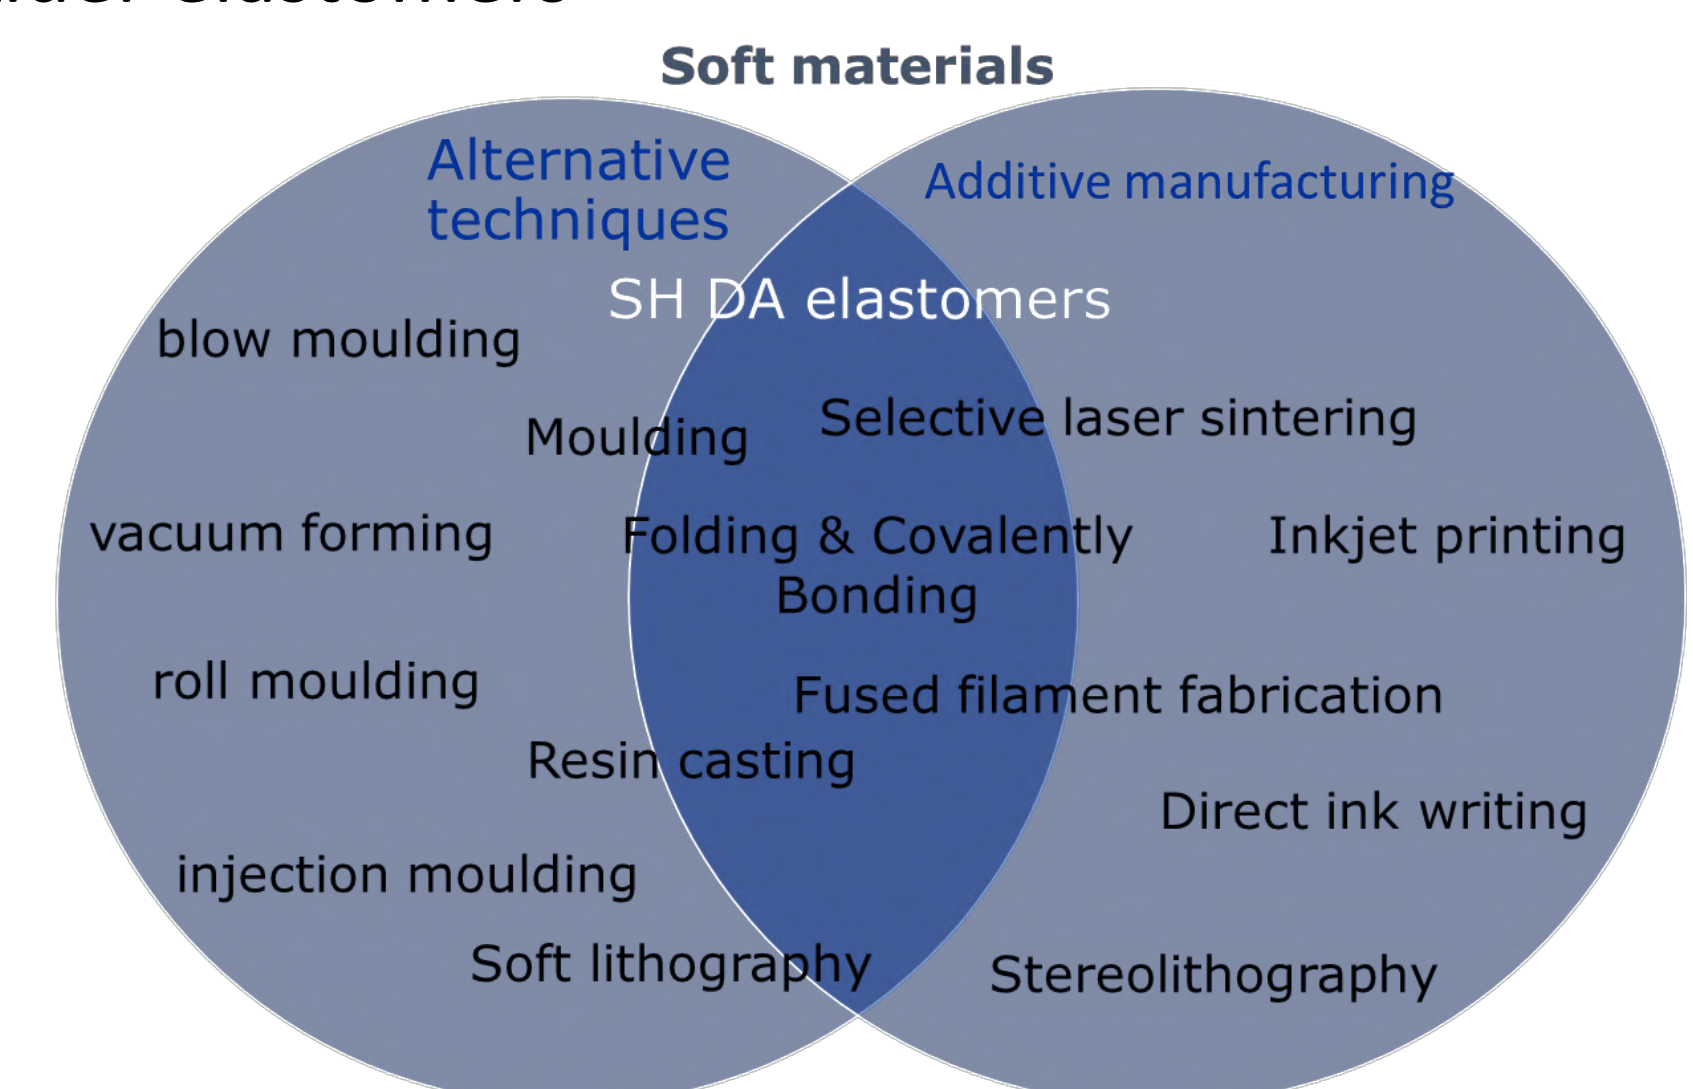 elastomers
Soft materials
Alternative
techniques
Additive manufacturing
SH DA elastomers
blow moulding
Selective laser sintering
Moulding
vacuum forming
Folding & Covalently
Bonding
Inkjet printing
roll moulding
Fused filament fabrication
Resin casting
Direct ink writing
injection moulding
Soft lithography
Stereolithography